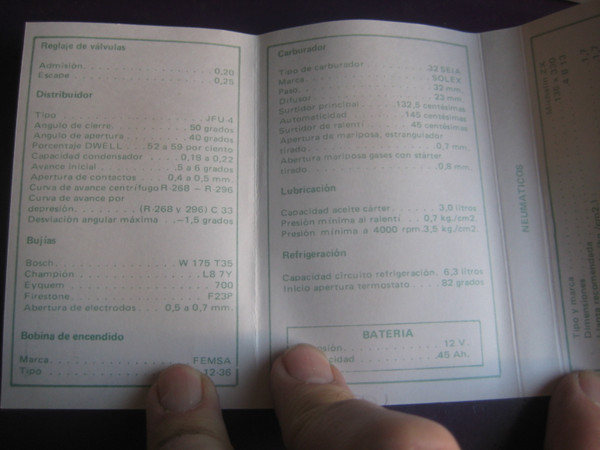 Reglaje de válvulas
Admisión . . . . . . . . . . . . . . . . . 0,20
Escape . . . . . . . . . . . . . . . . . . 0,25
Distribuidor
Tipo . . . . . . . . . . . . . . . . . . JFU 4
Angulo de cierre . . . . . . . . 50 grados
Angulo de apertura . . . . . . 40 grados
Porcentaje DWELL . . 52 a 59 por ciento
Capacidad condensador . . . 0,18 a 0,22
Avance inicial . . . . . . . . . 5 a 6 grados
Apertura de contactos . . 0,4 a 0,5 mm.
Curva de avance centrífugo R-268 – R-296
Curva de avance por
depresión . . . . . . . (R-268 y 296) C 33
Desviación angular máxima . . –1,5 grados
Bujías
Bosch . . . . . . . . . . . . . W 175 T35
Champión . . . . . . . . . . . . . . L8 7Y
Eyquem . . . . . . . . . . . . . . . . . 700
Firestone . . . . . . . . . . . . . . . F23P
Abertura de electrodos . . . 0,5 a 0,7 mm.
Bobina de encendido
Marca . . . . . . . . . . . . . . . . FEMSA
Tipo . . . . . . . . . . . . . . . . 12-36
Carburador
Tipo de carburador . . . . . . 32 SEIA
Marca . . . . . . . . . . . . . . . SOLEX
Paso . . . . . . . . . . . . . . . 32 mm.
Difusor . . . . . . . . . . . . . 23 mm.
Surtidor principal . . . . 132,5 centésimas
Automaticidad . . . . . . 145 centésimas
Surtidor de ralentí . . . . 45 centésimas
Abertura de mariposa, estrangulador
tirado . . . . . . . . . . . . . . . 0,1 mm.
Abertura mariposa gases con stárter
tirado . . . . . . . . . . . . . . . 0,8 mm.
Lubricación
Capacidad aceite cárter . . . . . 3,0 litros
Presión mínima al ralentí . . 0,7 kg/cm2.
Presión mínima a 4000 rpm. 3,5 kg/cm2.
Refrigeración
Capacidad circuito refrigeración. 6,3 litros
Inicio apertura termostato . . . . 82 grados
BATERIA
12 V.
45 Ah.
NEUMATICOS
Tipo y marca
Dimensiones